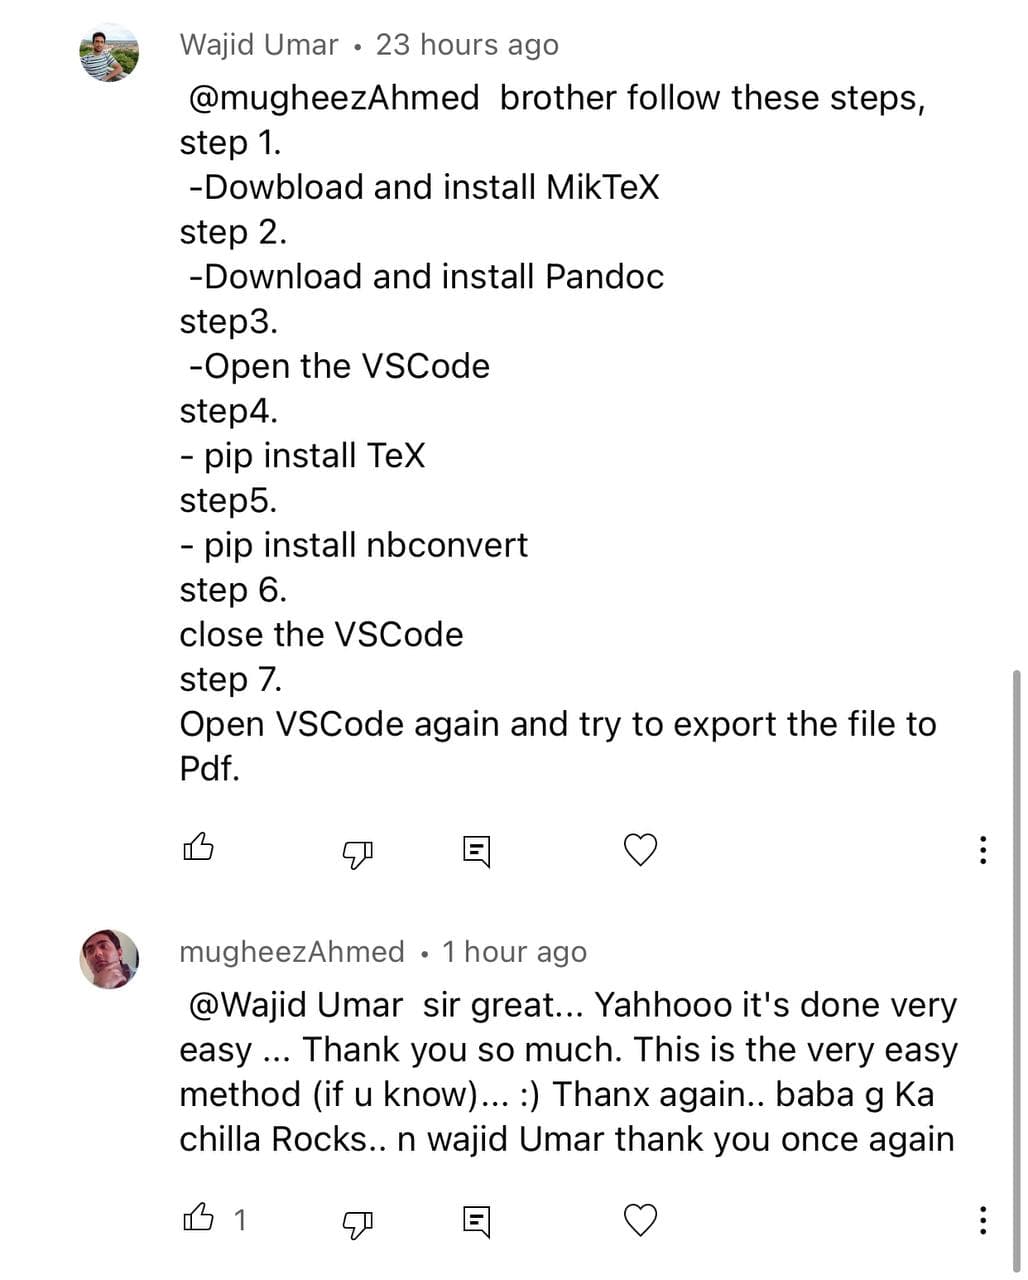 Wajid Umar • 23 hours ago
@mugheezAhmed  brother follow these steps,
step 1.
-Dowbload and install MikTeX
step 2.
-Download and install Pandoc
step3.
-Open the VSCode
step4.
- pip install TeX
step5.
- pip install nbconvert
step 6.
close the VSCode
step 7.
Open VSCode again and try to export the file to
Pdf.
mugheezAhmed • 1 hour ago
@Wajid Umar  sir great... Yahhooo it's done very
easy ... Thank you so much. This is the very easy
method (if u know)... :) Thanx again.. baba g Ka
chilla Rocks.. n wajid Umar thank you once again
1